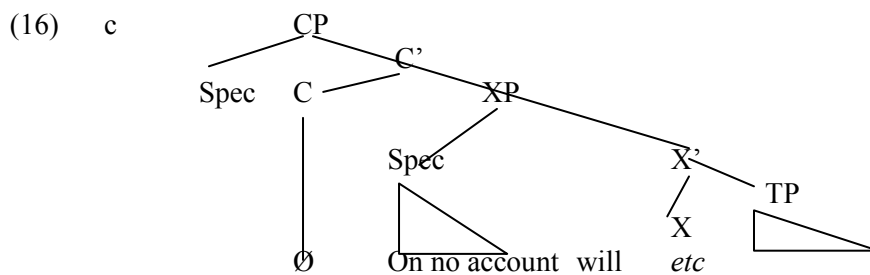 (16) c CP
C’
Spec C XP
Spec X’
TP
X
Ø On no account will etc